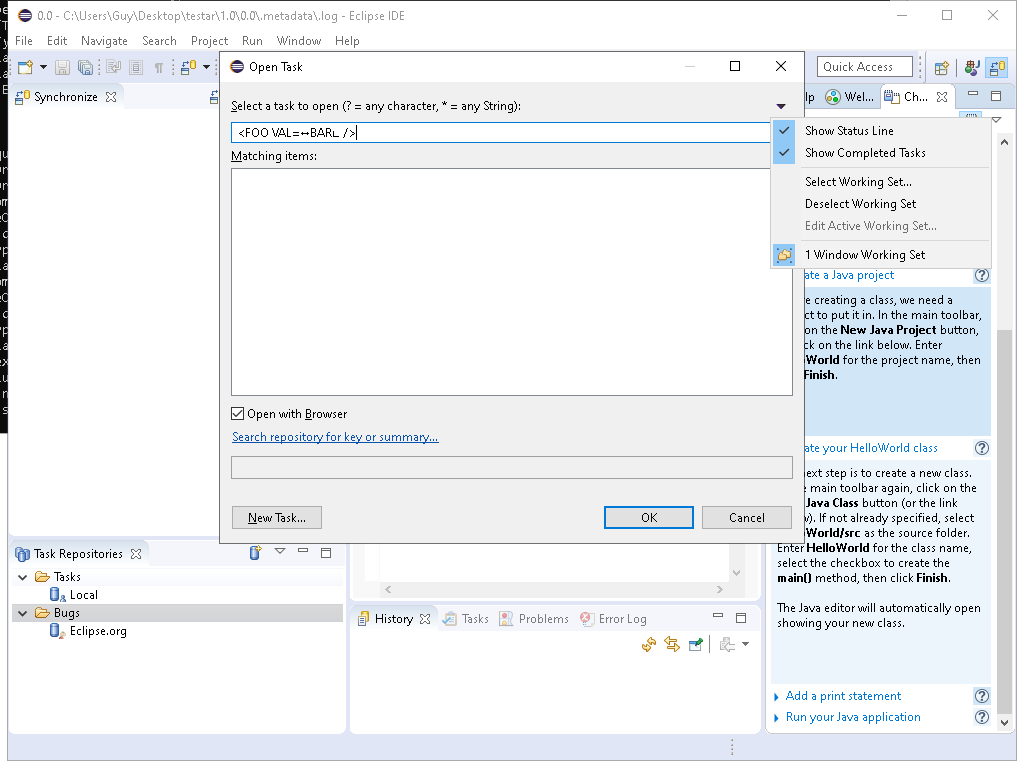 0.0 - C:\Users\Guy\Desktop\testar\1.0\0.0\.metadata\.log - Eclipse IDE
File Edit Navigate Search Project Run Window Help
Quick Access
Synchronize
Open Task
Select a task to open (? = any character, * = any String):
<FOO VAL=↔BAR∟ />
Matching items:
Open with Browser
Search repository for key or summary...
New Task...
OK
Cancel
lp
Wel...
Ch...
Show Status Line
Show Completed Tasks
Select Working Set...
Deselect Working Set
Edit Active Working Set...
1 Window Working Set
ate a Java project
e creating a class, we need a
ct to put it in. In the main toolbar,
on the New Java Project button,
ck on the link below. Enter
World for the project name, then
Finish.
ate your HelloWorld class
next step is to create a new class.
e main toolbar again, click on the
Java Class button (or the link
w). If not already specified, select
World/src as the source folder.
Enter HelloWorld for the class name,
select the checkbox to create the
main() method, then click Finish.
The Java editor will automatically open
showing your new class.
Add a print statement
Run your Java application
Task Repositories
Tasks
Local
Bugs
Eclipse.org
History
Tasks
Problems
Error Log